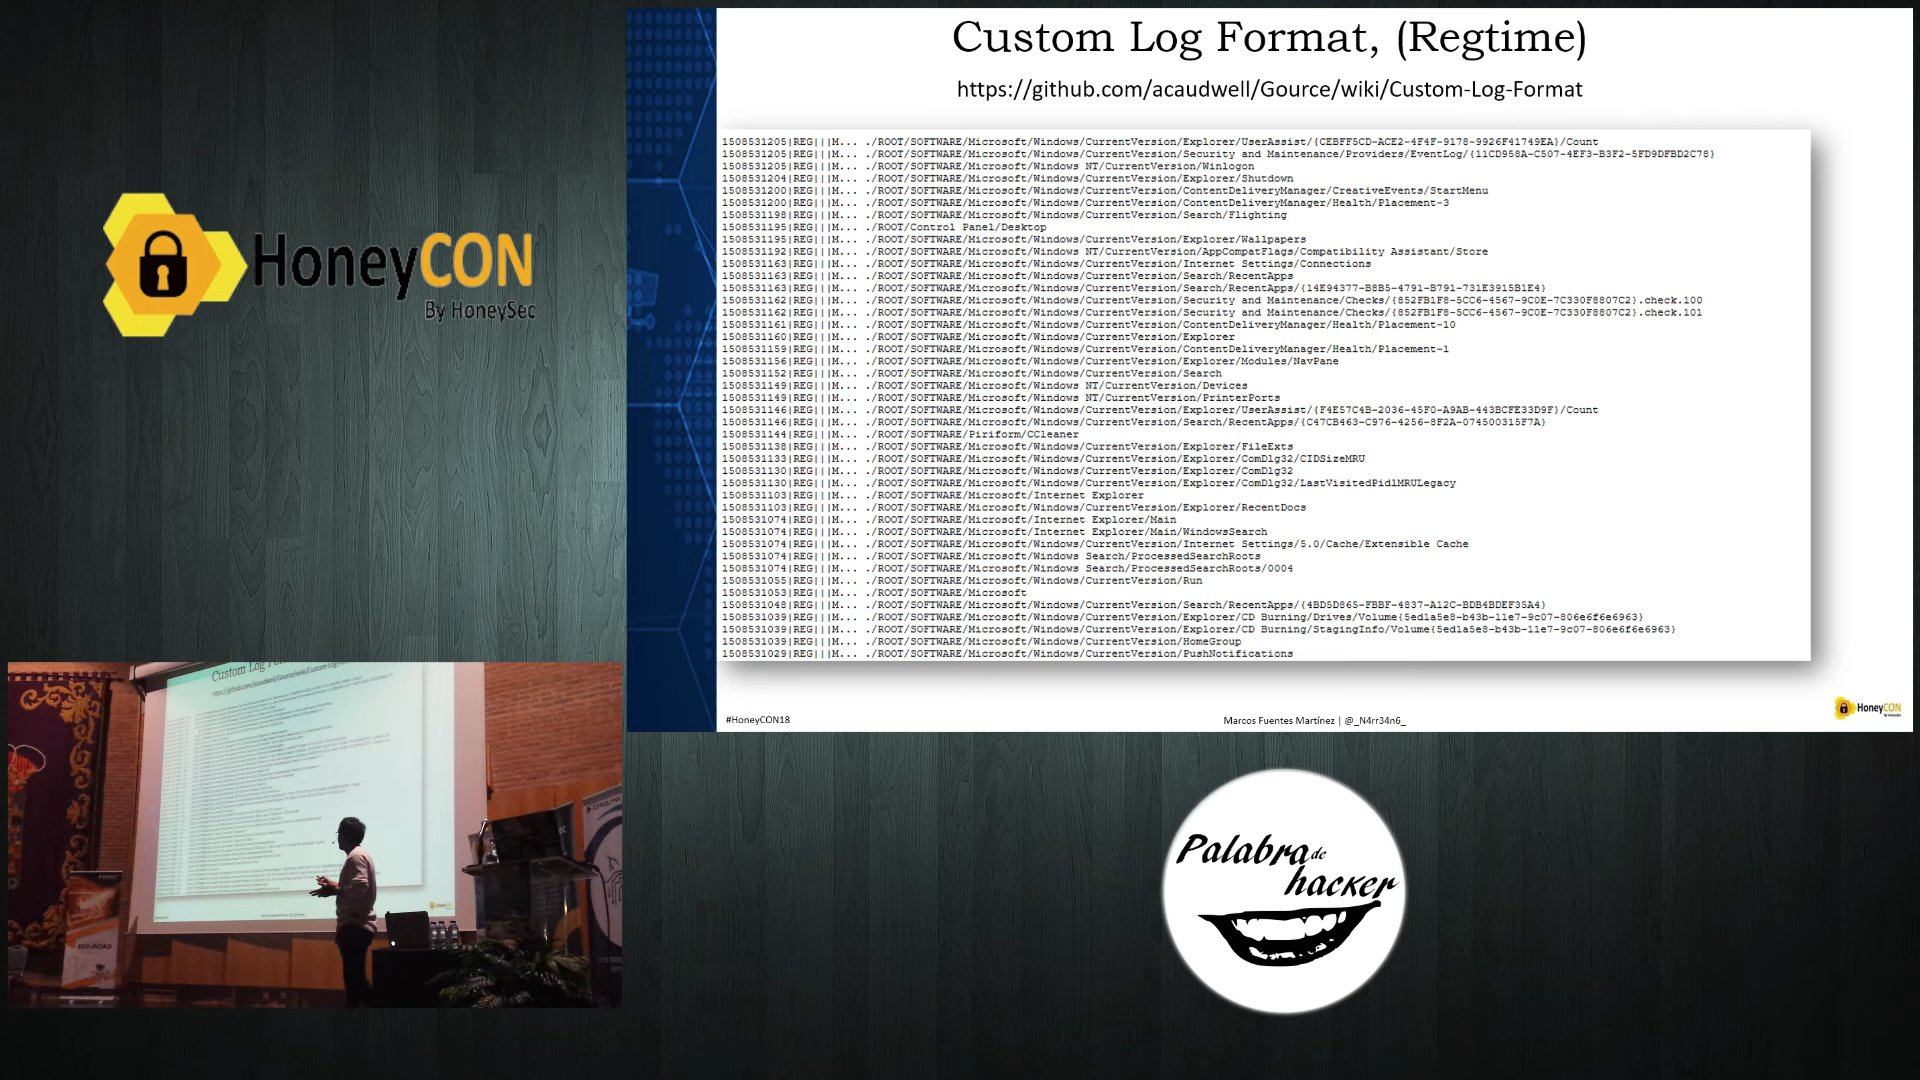 Custom Log Format, (Regtime)
https://github.com/acaudwell/Gource/wiki/Custom-Log-Format
1508531205|REG|||M... ./ROOT/SOFTWARE/Microsoft/Windows/CurrentVersion/Explorer/UserAssist/{CEBFF5CD-ACE2-4F4F-9178-9926F41749EA}/Count
1508531205|REG|||M... ./ROOT/SOFTWARE/Microsoft/Windows/CurrentVersion/Security and Maintenance/Providers/EventLog/{11CD958A-C507-4EF3-B3F2-5FD9DFBD2C78}
1508531205|REG|||M... ./ROOT/SOFTWARE/Microsoft/Windows NT/CurrentVersion/Winlogon
1508531204|REG|||M... ./ROOT/SOFTWARE/Microsoft/Windows/CurrentVersion/Explorer/Shutdown
1508531200|REG|||M... ./ROOT/SOFTWARE/Microsoft/Windows/CurrentVersion/ContentDeliveryManager/CreativeEvents/StartMenu
1508531200|REG|||M... ./ROOT/SOFTWARE/Microsoft/Windows/CurrentVersion/ContentDeliveryManager/Health/Placement-3
1508531198|REG|||M... ./ROOT/SOFTWARE/Microsoft/Windows/CurrentVersion/Search/Flighting
1508531195|REG|||M... ./ROOT/Control Panel/Desktop
1508531195|REG|||M... ./ROOT/SOFTWARE/Microsoft/Windows/CurrentVersion/Explorer/Wallpapers
1508531192|REG|||M... ./ROOT/SOFTWARE/Microsoft/Windows NT/CurrentVersion/AppCompatFlags/Compatibility Assistant/Store
1508531163|REG|||M... ./ROOT/SOFTWARE/Microsoft/Windows/CurrentVersion/Internet Settings/Connections
1508531163|REG|||M... ./ROOT/SOFTWARE/Microsoft/Windows/CurrentVersion/Search/RecentApps
1508531163|REG|||M... ./ROOT/SOFTWARE/Microsoft/Windows/CurrentVersion/Search/RecentApps/{14E94377-B8B5-4791-B791-731E3915B1E4}
1508531162|REG|||M... ./ROOT/SOFTWARE/Microsoft/Windows/CurrentVersion/Security and Maintenance/Checks/{852FB1F8-5CC6-4567-9C0E-7C330F8807C2}.check.100
1508531162|REG|||M... ./ROOT/SOFTWARE/Microsoft/Windows/CurrentVersion/Security and Maintenance/Checks/{852FB1F8-5CC6-4567-9C0E-7C330F8807C2}.check.101
1508531161|REG|||M... ./ROOT/SOFTWARE/Microsoft/Windows/CurrentVersion/ContentDeliveryManager/Health/Placement-10
1508531160|REG|||M... ./ROOT/SOFTWARE/Microsoft/Windows/CurrentVersion/Explorer
1508531159|REG|||M... ./ROOT/SOFTWARE/Microsoft/Windows/CurrentVersion/ContentDeliveryManager/Health/Placement-1
1508531156|REG|||M... ./ROOT/SOFTWARE/Microsoft/Windows/CurrentVersion/Explorer/Modules/NavPane
1508531152|REG|||M... ./ROOT/SOFTWARE/Microsoft/Windows/CurrentVersion/Search
1508531149|REG|||M... ./ROOT/SOFTWARE/Microsoft/Windows NT/CurrentVersion/Devices
1508531149|REG|||M... ./ROOT/SOFTWARE/Microsoft/Windows NT/CurrentVersion/PrinterPorts
1508531146|REG|||M... ./ROOT/SOFTWARE/Microsoft/Windows/CurrentVersion/Explorer/UserAssist/{F4E57C4B-2036-45F0-A9AB-443BCFE33D9F}/Count
1508531146|REG|||M... ./ROOT/SOFTWARE/Microsoft/Windows/CurrentVersion/Search/RecentApps/{C47CB463-C976-4256-8F2A-074500315F7A}
1508531144|REG|||M... ./ROOT/SOFTWARE/Piriform/CCleaner
1508531138|REG|||M... ./ROOT/SOFTWARE/Microsoft/Windows/CurrentVersion/Explorer/FileExts
1508531133|REG|||M... ./ROOT/SOFTWARE/Microsoft/Windows/CurrentVersion/Explorer/ComDlg32/CIDSizeMRU
1508531130|REG|||M... ./ROOT/SOFTWARE/Microsoft/Windows/CurrentVersion/Explorer/ComDlg32
1508531130|REG|||M... ./ROOT/SOFTWARE/Microsoft/Windows/CurrentVersion/Explorer/ComDlg32/LastVisitedPidlMRULegacy
1508531103|REG|||M... ./ROOT/SOFTWARE/Microsoft/Internet Explorer
1508531103|REG|||M... ./ROOT/SOFTWARE/Microsoft/Windows/CurrentVersion/Explorer/RecentDocs
1508531074|REG|||M... ./ROOT/SOFTWARE/Microsoft/Internet Explorer/Main
1508531074|REG|||M... ./ROOT/SOFTWARE/Microsoft/Internet Explorer/Main/WindowsSearch
1508531074|REG|||M... ./ROOT/SOFTWARE/Microsoft/Windows/CurrentVersion/Internet Settings/5.0/Cache/Extensible Cache
1508531074|REG|||M... ./ROOT/SOFTWARE/Microsoft/Windows Search/ProcessedSearchRoots
1508531074|REG|||M... ./ROOT/SOFTWARE/Microsoft/Windows Search/ProcessedSearchRoots/0004
1508531055|REG|||M... ./ROOT/SOFTWARE/Microsoft/Windows/CurrentVersion/Run
1508531053|REG|||M... ./ROOT/SOFTWARE/Microsoft
1508531048|REG|||M... ./ROOT/SOFTWARE/Microsoft/Windows/CurrentVersion/Search/RecentApps/{4BD5D865-FBBF-4837-A12C-BDB4BDEF35A4}
1508531039|REG|||M... ./ROOT/SOFTWARE/Microsoft/Windows/CurrentVersion/Explorer/CD Burning/Drives/Volume{5ed1a5e8-b43b-11e7-9c07-806e6f6e6963}
1508531039|REG|||M... ./ROOT/SOFTWARE/Microsoft/Windows/CurrentVersion/Explorer/CD Burning/StagingInfo/Volume{5ed1a5e8-b43b-11e7-9c07-806e6f6e6963}
1508531039|REG|||M... ./ROOT/SOFTWARE/Microsoft/Windows/CurrentVersion/HomeGroup
1508531029|REG|||M... ./ROOT/SOFTWARE/Microsoft/Windows/CurrentVersion/PushNotifications
#HoneyCON18
Marcos Fuentes Martínez | @_N4rr34n6_
HoneyCON
HoneyCON
By HoneySec
Custom Log
SEGURIDAD
Palabra de
hacker